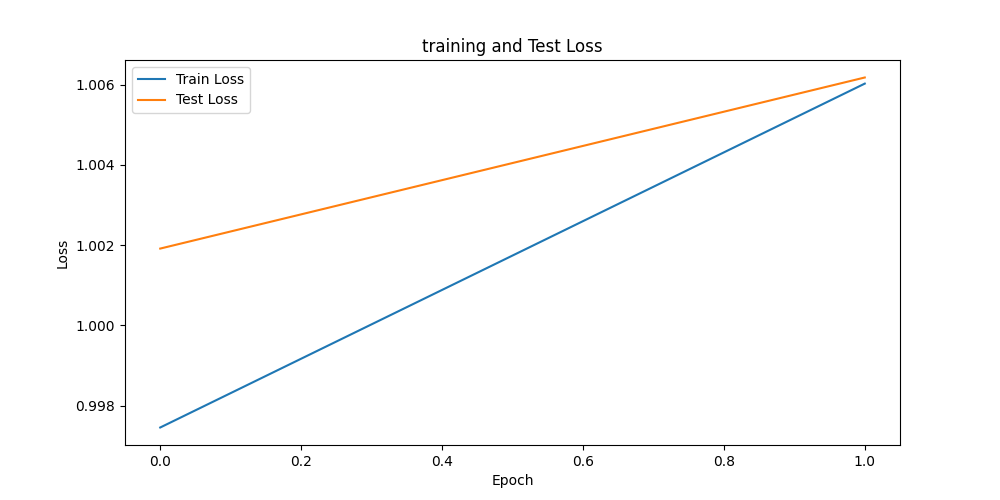 training and Test Loss
Train Loss
Test Loss
1.006
1.004
1.002
1.000
0.998
Loss
0.0 0.2 0.4 0.6 0.8 1.0
Epoch